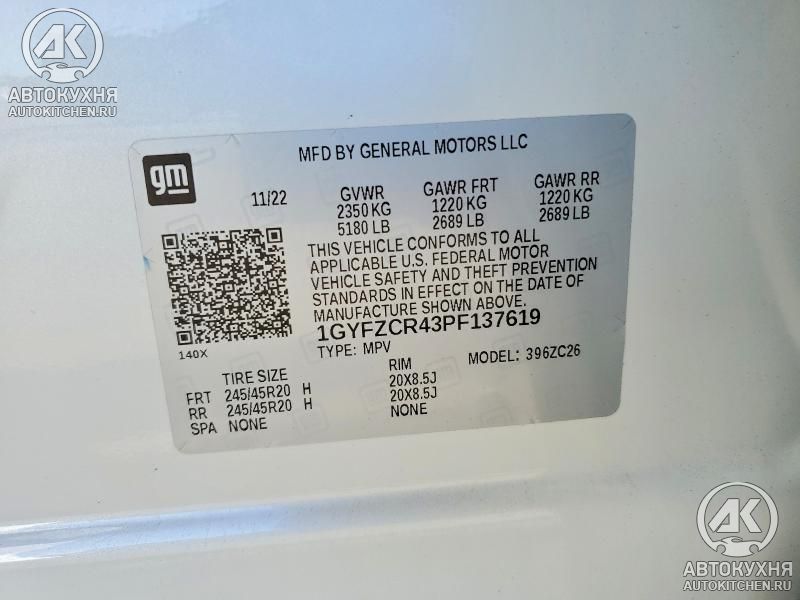 АК
АВТОКУХНЯ
AUTOKITCHEN.RU
gm
MFD BY GENERAL MOTORS LLC
11/22 GVWR GAWR FRT GAWR RR
2350 KG 1220 KG 1220 KG
5180 LB 2689 LB 2689 LB
THIS VEHICLE CONFORMS TO ALL
APPLICABLE U.S. FEDERAL MOTOR
VEHICLE SAFETY AND THEFT PREVENTION
STANDARDS IN EFFECT ON THE DATE OF
MANUFACTURE SHOWN ABOVE.
1GYFZCR43PF137619
140X TYPE: MPV MODEL: 396ZC26
TIRE SIZE RIM
FRT 245/45R20 H 20X8.5J
RR 245/45R20 H 20X8.5J
SPA NONE NONE
АК
АВТОКУХНЯ
AUTOKITCHEN.RU